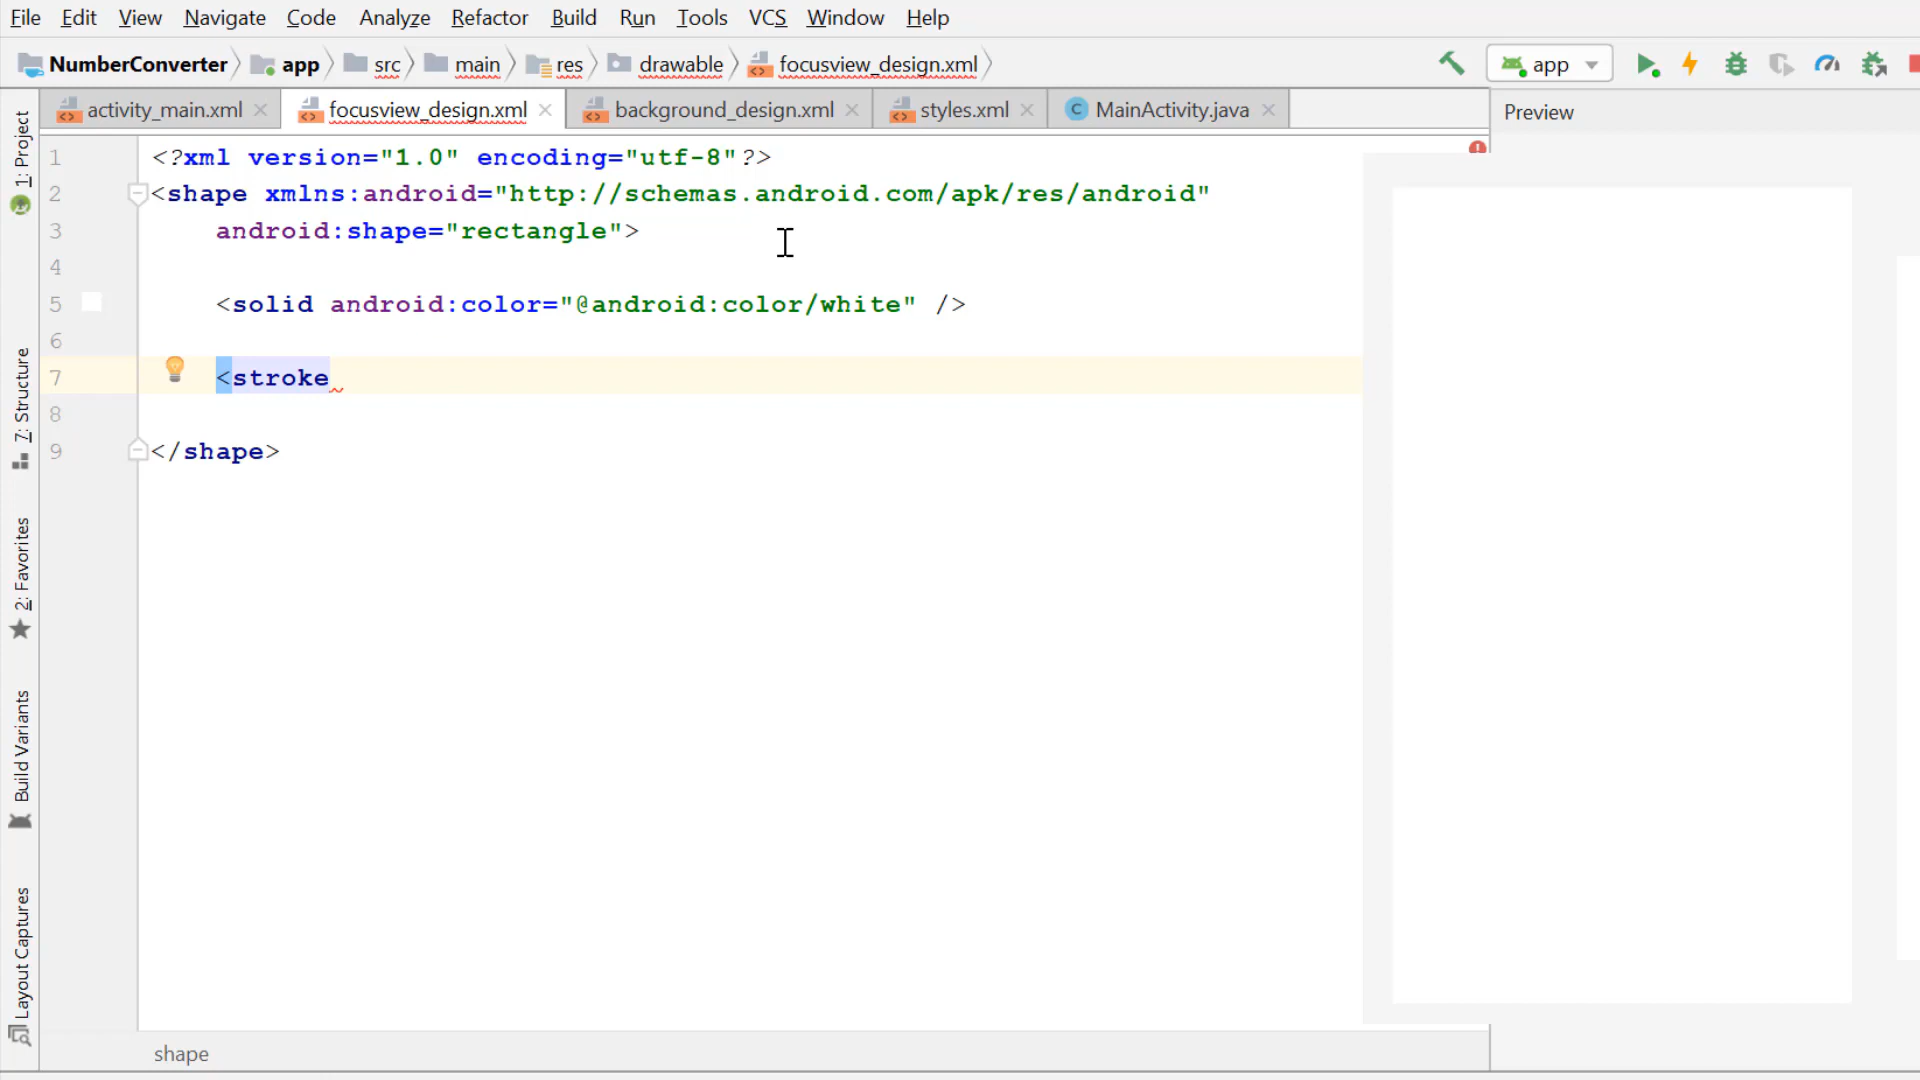 File Edit View Navigate Code Analyze Refactor Build Run Tools VCS Window Help
NumberConverter app src main res drawable focusview_design.xml app
activity_main.xml focusview_design.xml background_design.xml styles.xml C MainActivity.java Preview
1: Project
7: Structure
2: Favorites
Build Variants
Layout Captures
1 <?xml version="1.0" encoding="utf-8"?>
2 <shape xmlns:android="http://schemas.android.com/apk/res/android"
3 android:shape="rectangle">
4
5 <solid android:color="@android:color/white" />
6
7 <stroke
8
9 </shape>
shape